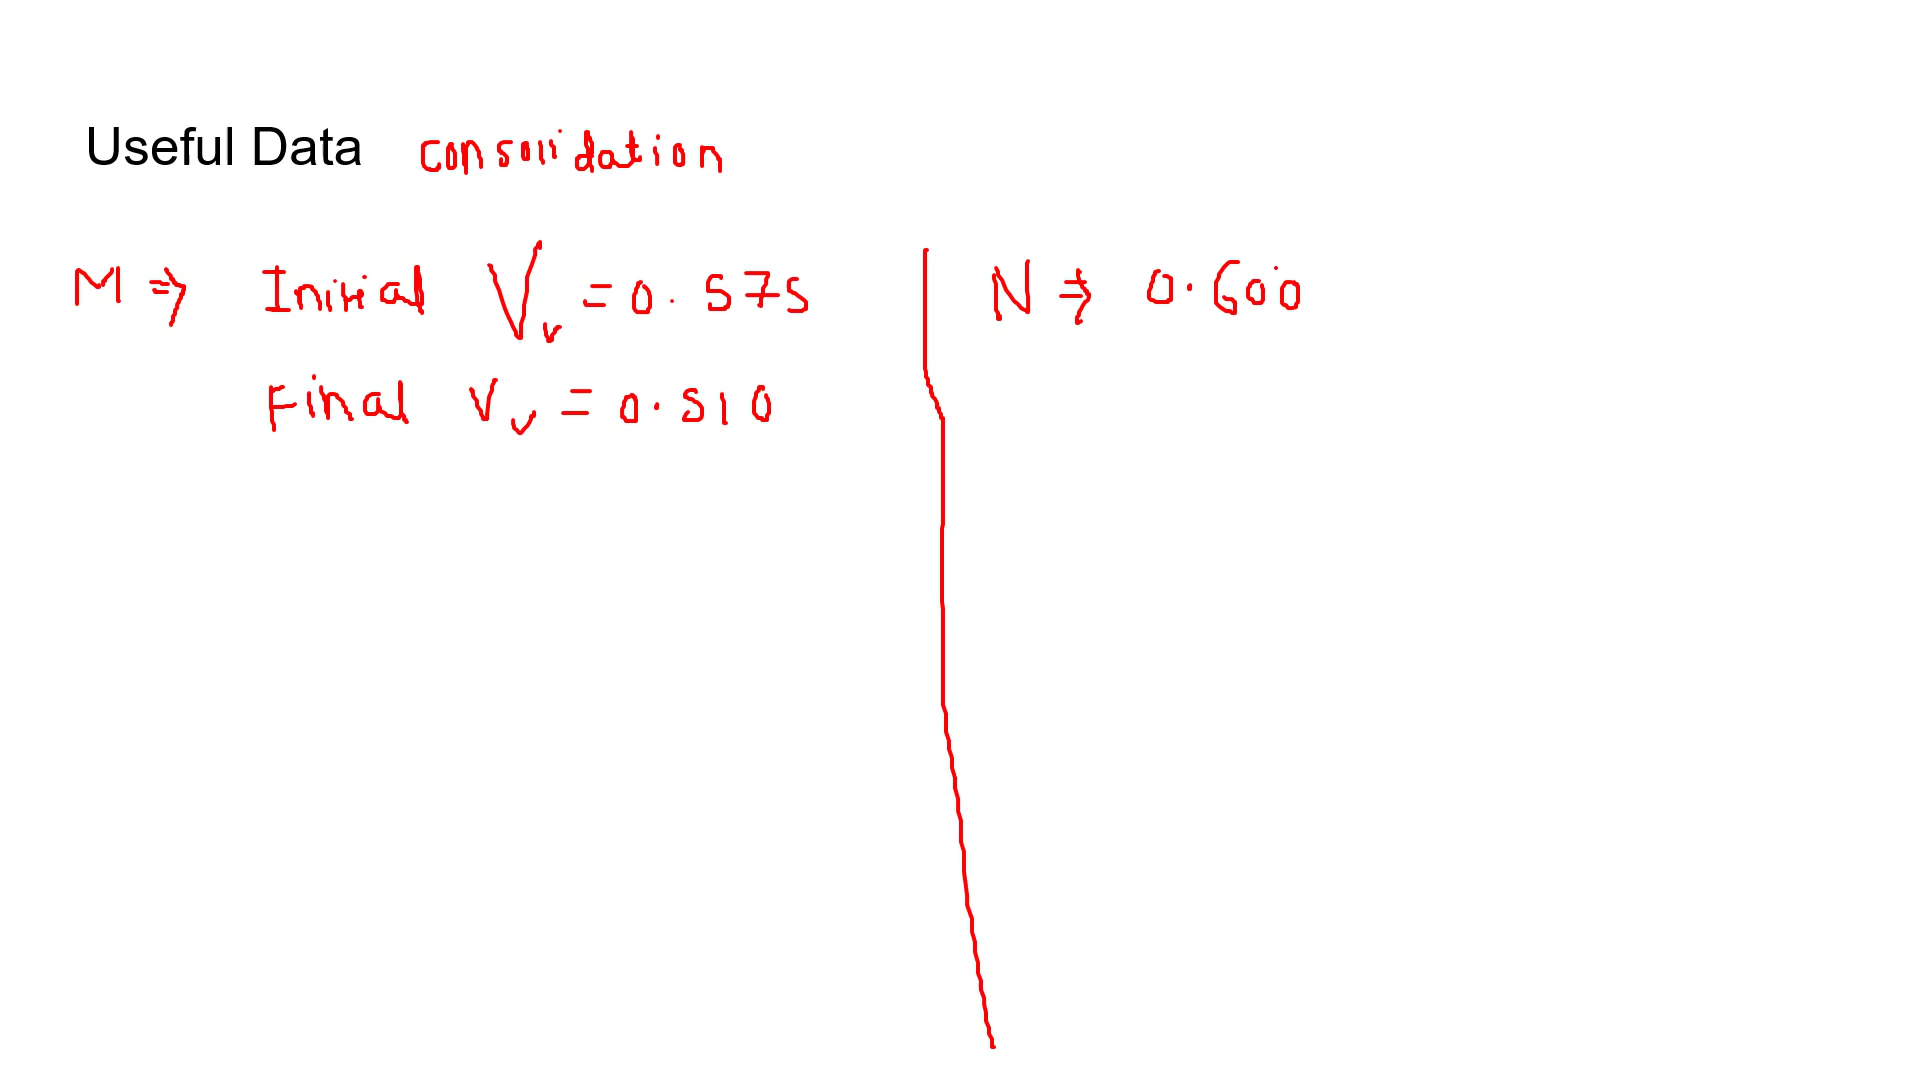 Useful Data consolidation
M ⇒ Initial Vv = 0.575
Final Vv = 0.510
N ⇒ 0.600